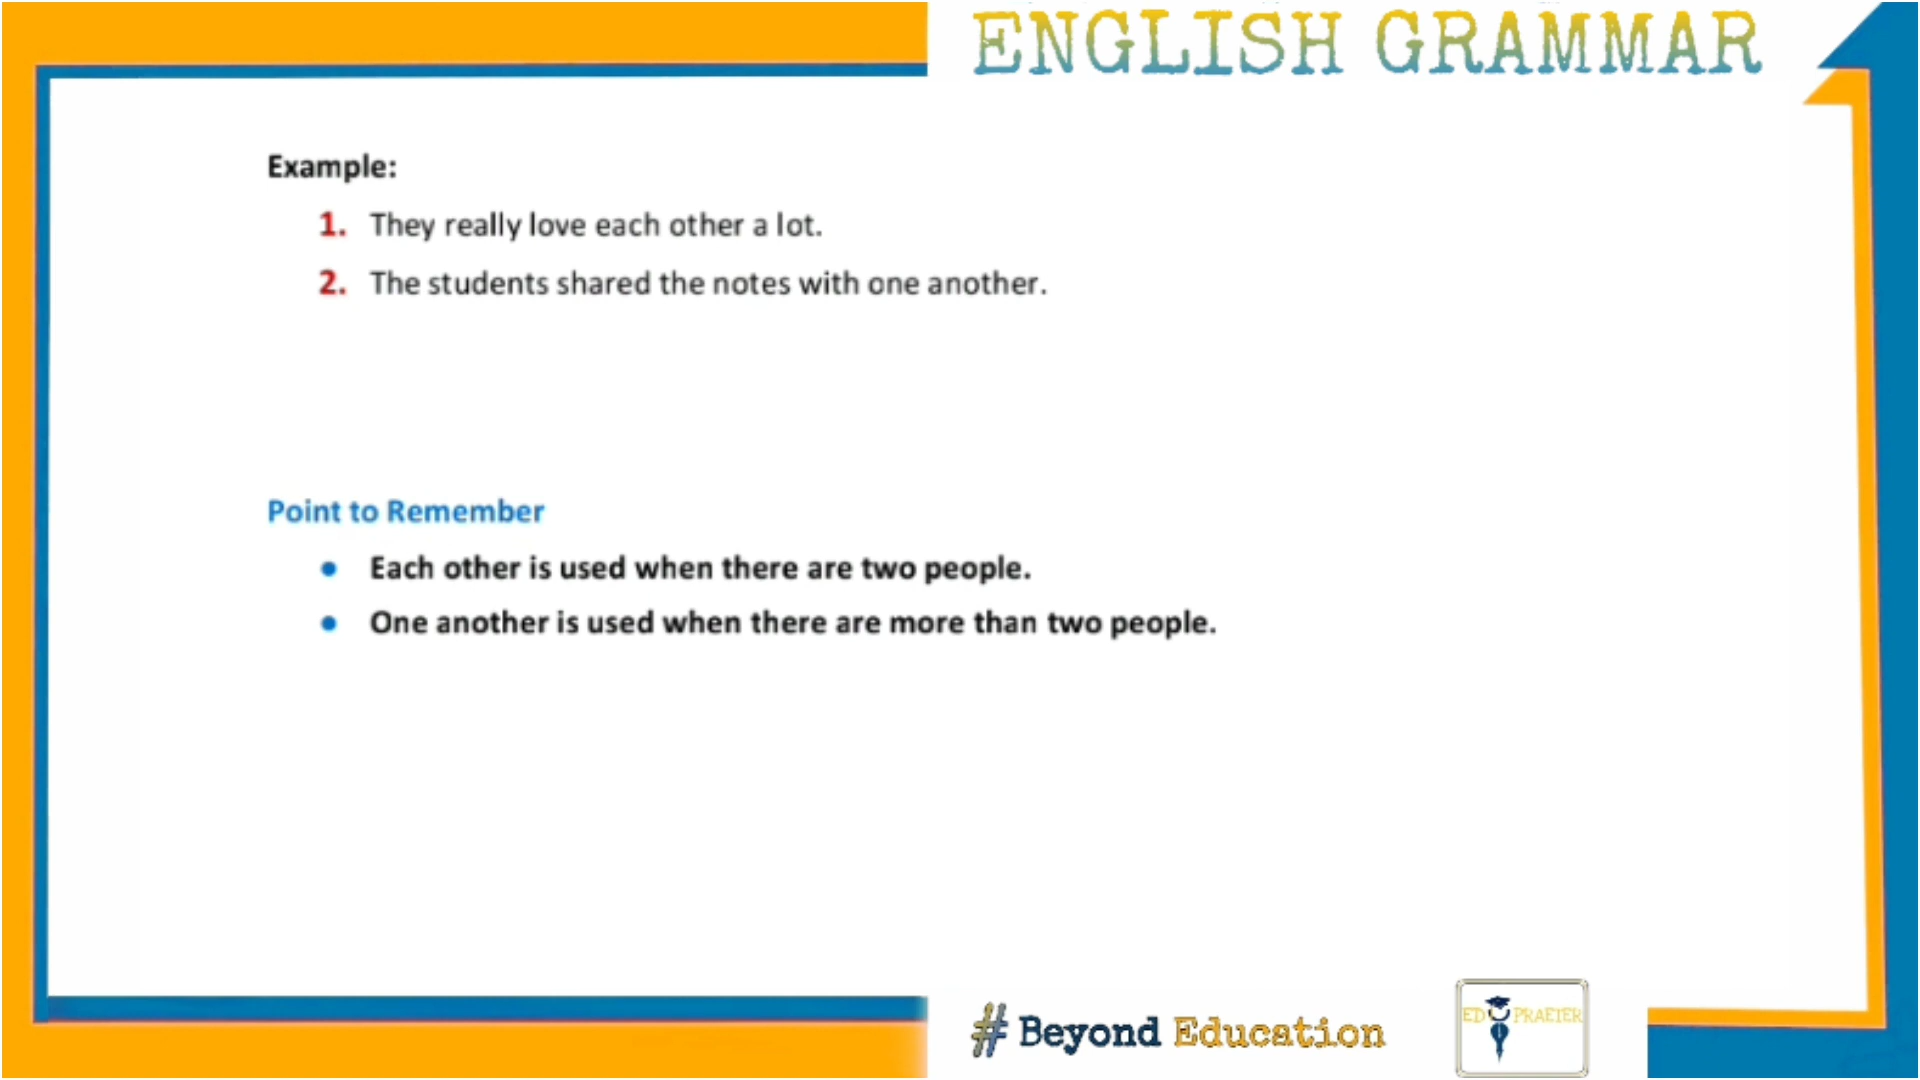 ENGLISH GRAMMAR
Example:
1. They really love each other a lot.
2. The students shared the notes with one another.
Point to Remember
• Each other is used when there are two people.
• One another is used when there are more than two people.
# Beyond Education
EDU PRAETER